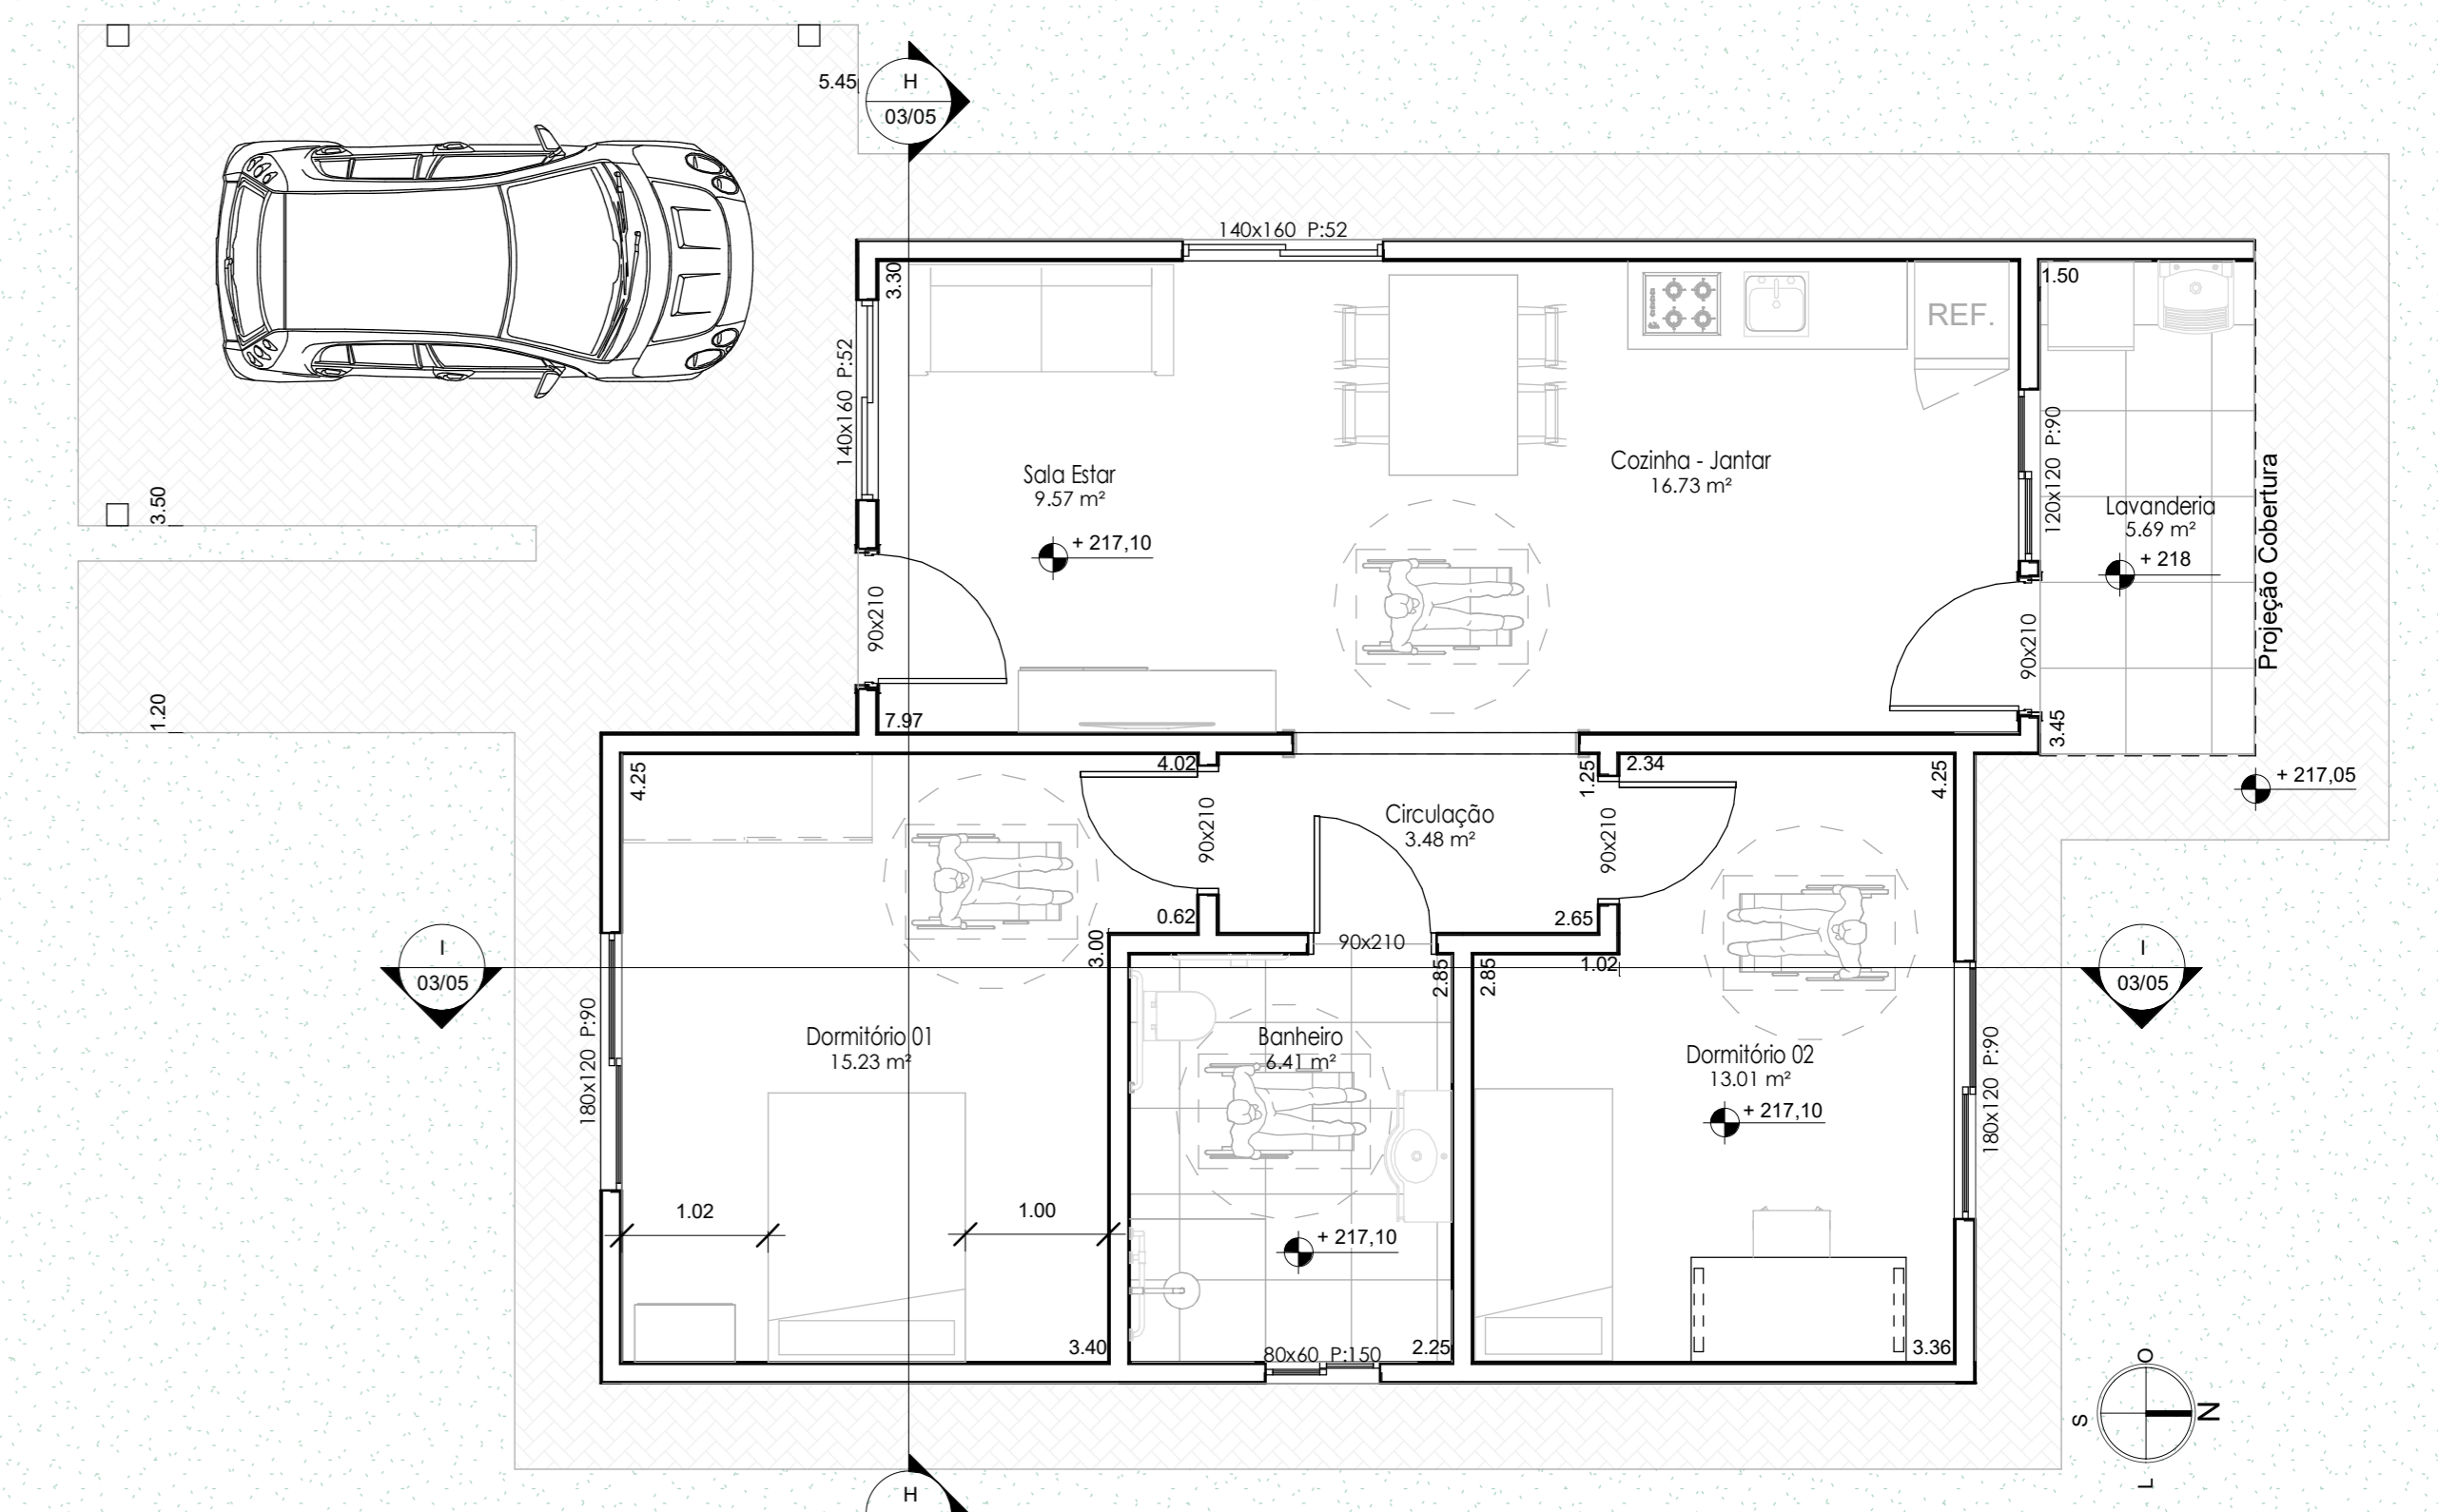 5.45
H
03/05
140x160 P:52
3.30
1.50
REF.
140x160 P:52
Sala Estar
9.57 m²
+ 217,10
Cozinha - Jantar
16.73 m²
120x120 P:90
Lavanderia
5.69 m²
+ 218
Projeção Cobertura
3.50
90x210
90x210
1.20
7.97
3.45
4.25
4.02
1.25
2.34
4.25
+ 217,05
90x210
Circulação
3.48 m²
90x210
0.62
2.65
3.00
90x210
2.85
2.85
1.02
I
03/05
I
03/05
180x120 P:90
Dormitório 01
15.23 m²
Banheiro
6.41 m²
Dormitório 02
13.01 m²
+ 217,10
180x120 P:90
1.02
1.00
+ 217,10
3.40
80x60 P:150
2.25
3.36
O
S
N
L
H